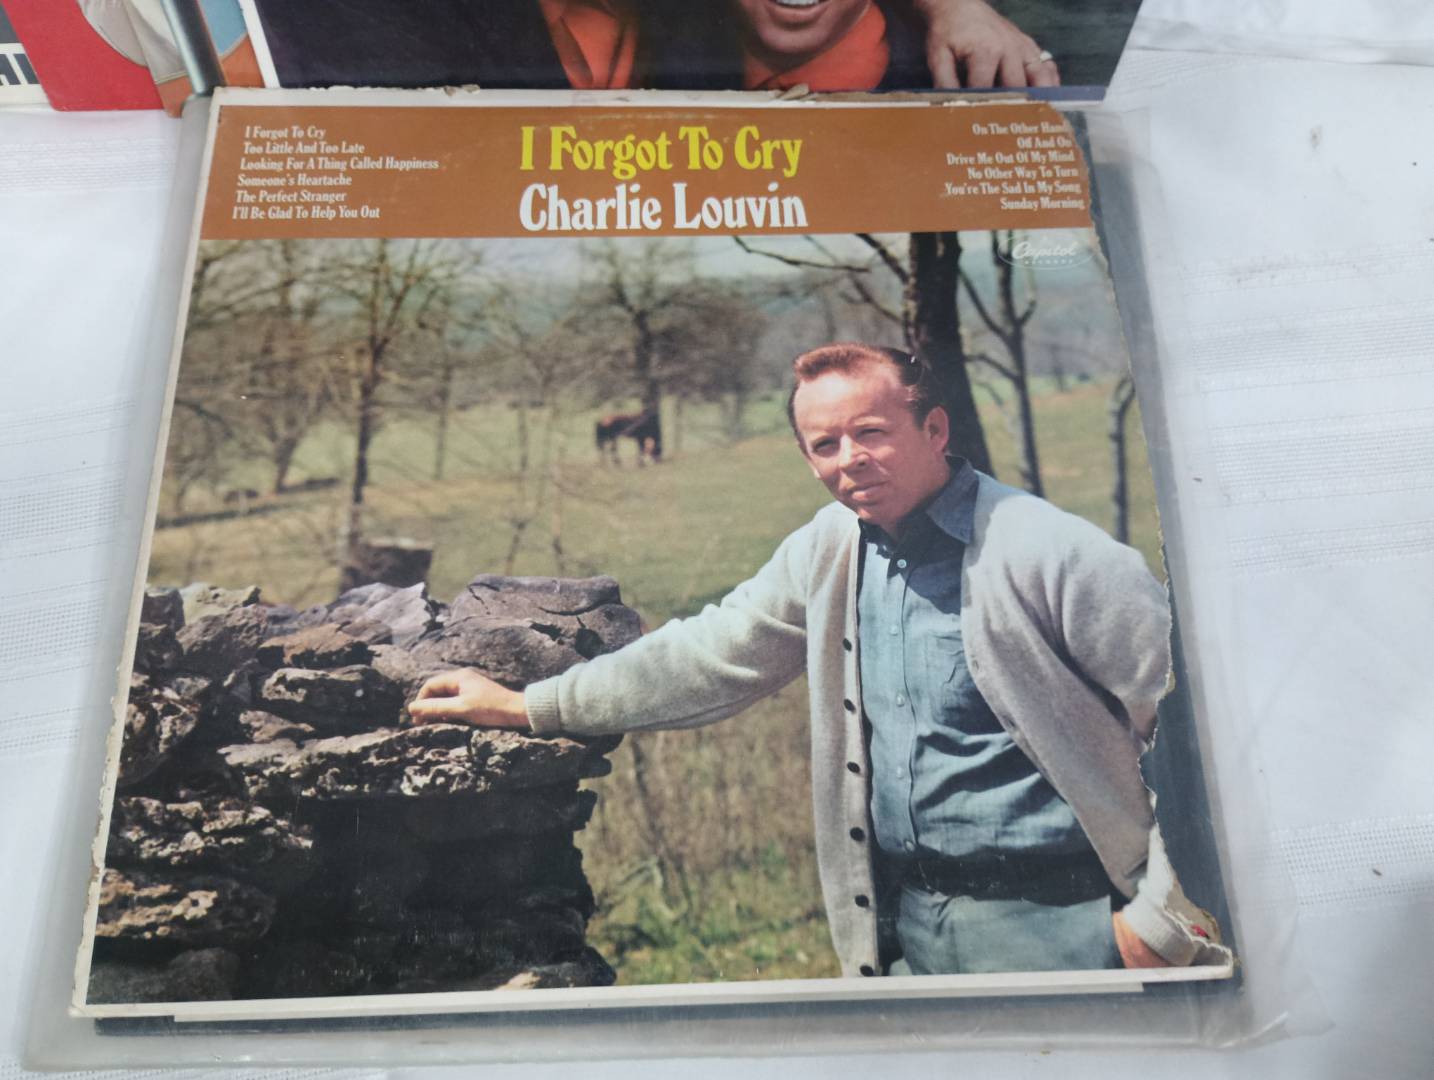 I Forgot To Cry
Too Little And Too Late
Looking For A Thing Called Happiness
Someone's Heartache
The Perfect Stranger
I'll Be Glad To Help You Out
I Forgot To Cry
Charlie Louvin
On The Other Hand
Off And On
Drive Me Out Of My Mind
No Other Way To Turn
You're The Sad In My Song
Sunday Morning
Capitol
RECORDS